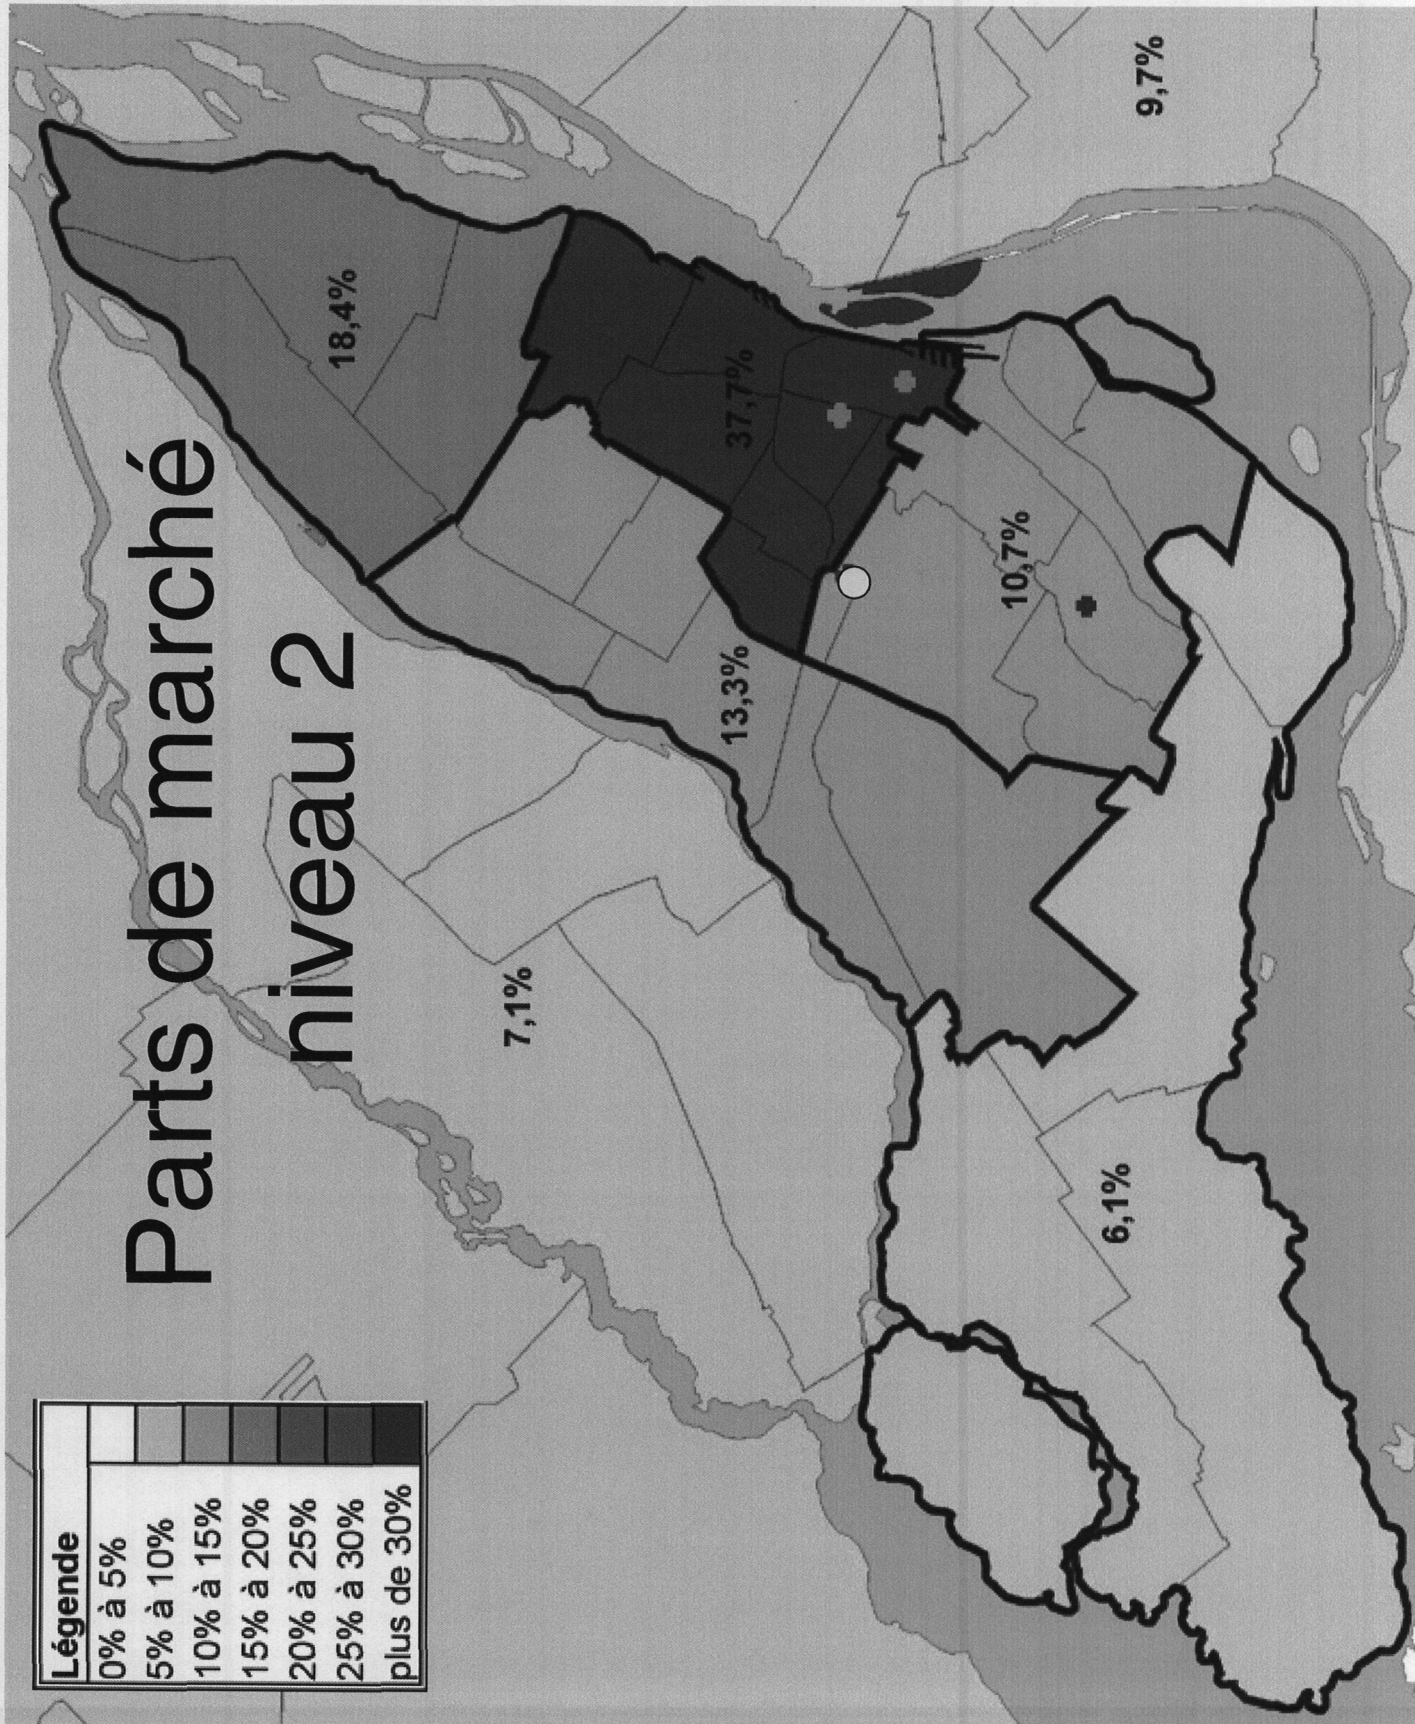 Parts de marché
niveau 2
Légende
0% à 5%
5% à 10%
10% à 15%
15% à 20%
20% à 25%
25% à 30%
plus de 30%
7,1%
18,4%
13,3%
37,7%
6,1%
10,7%
9,7%